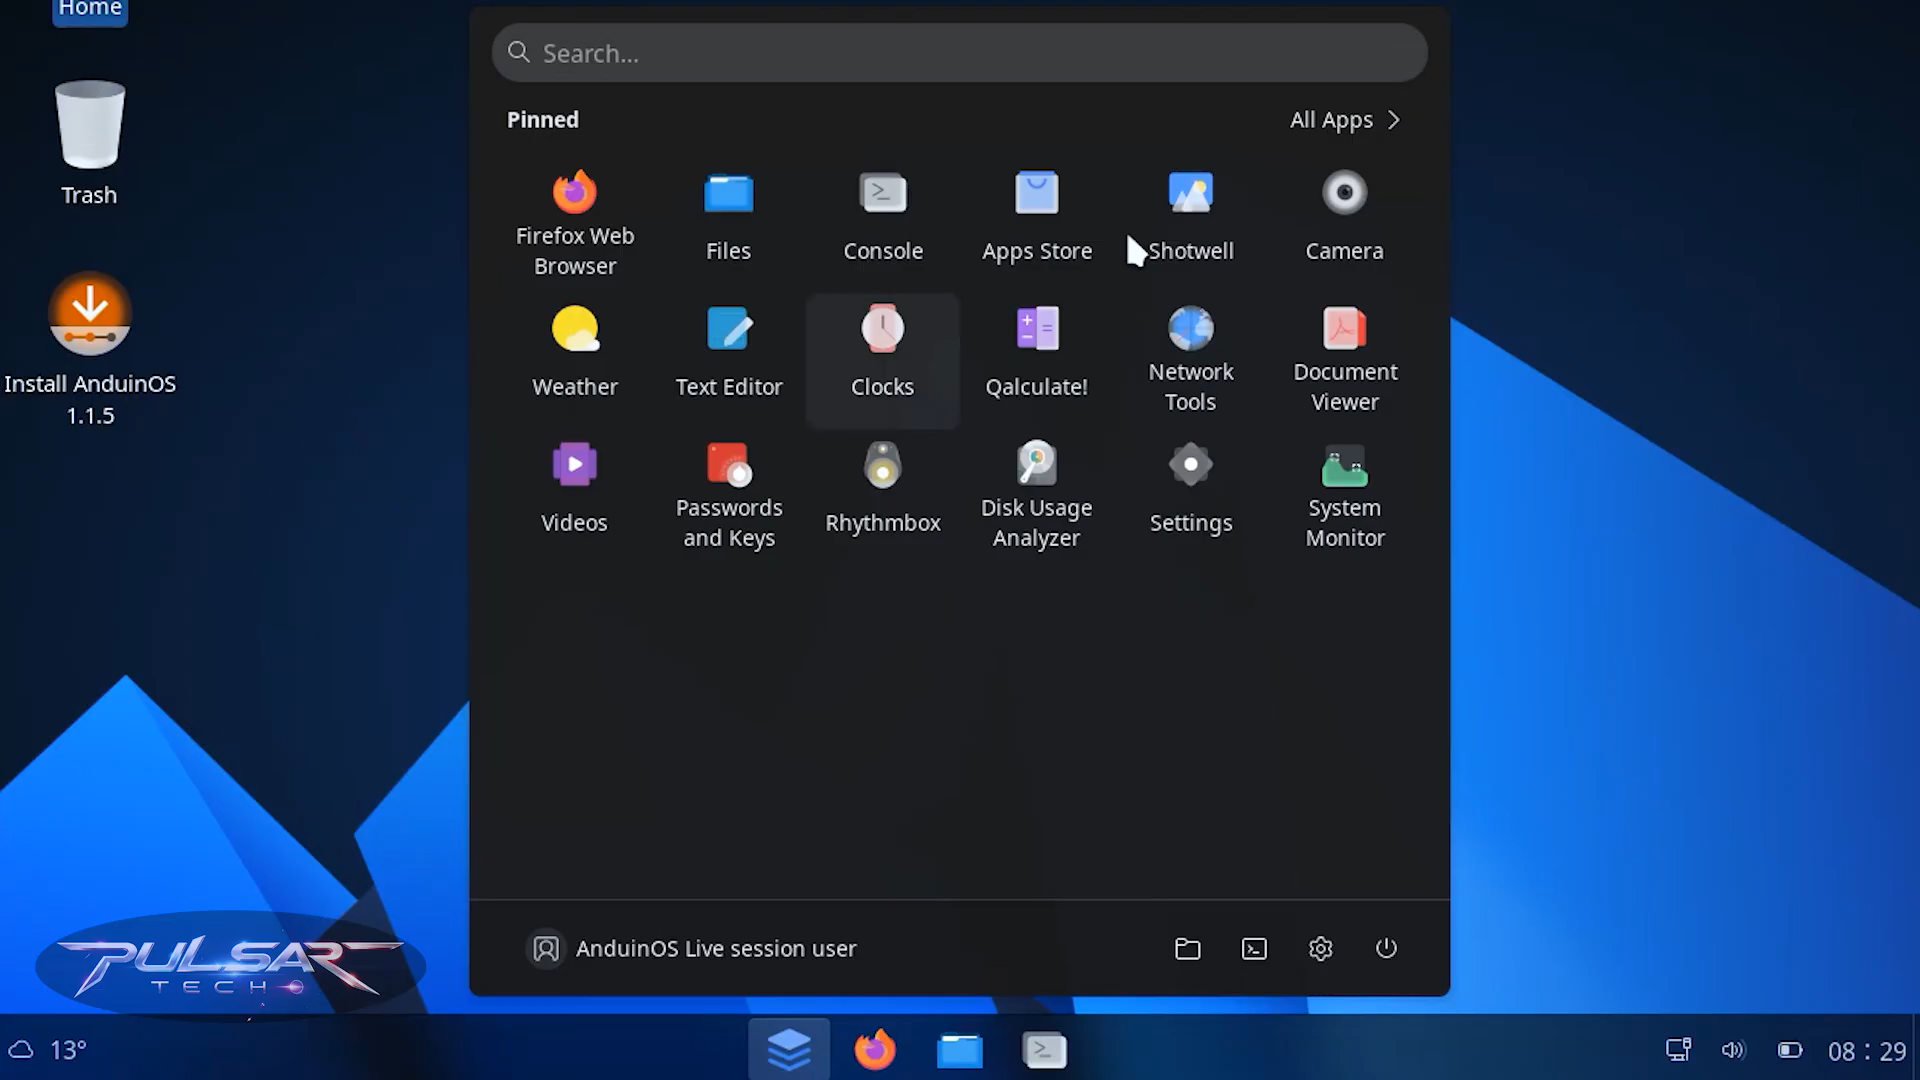 Home
Trash
Install AnduinOS
1.1.5
Search...
Pinned
All Apps
Firefox Web
Browser
Files
Console
Apps Store
Shotwell
Camera
Weather
Text Editor
Clocks
Qalculate!
Network
Tools
Document
Viewer
Videos
Passwords
and Keys
Rhythmbox
Disk Usage
Analyzer
Settings
System
Monitor
AnduinOS Live session user
PULSAR
TECH
13°
08 : 29